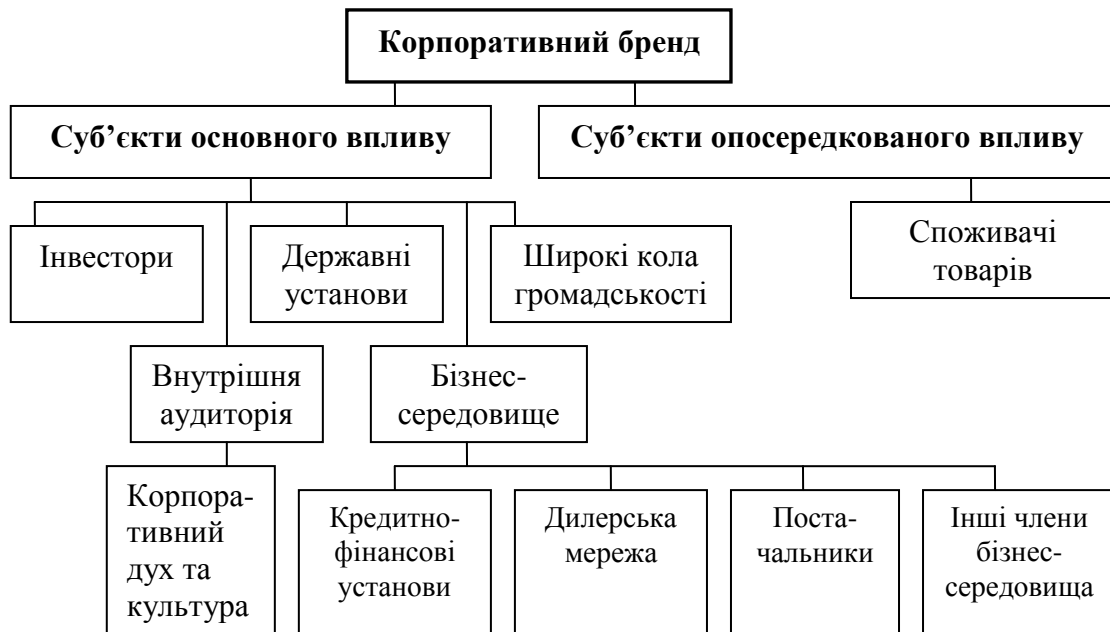 Корпоративний бренд
Суб’єкти основного впливу
Суб’єкти опосередкованого впливу
Інвестори
Державні
установи
Широкі кола
громадськості
Споживачі
товарів
Внутрішня
аудиторія
Бізнес-
середовище
Корпора-
тивний
дух та
культура
Кредитно-
фінансові
установи
Дилерська
мережа
Поста-
чальники
Інші члени
бізнес-
середовища